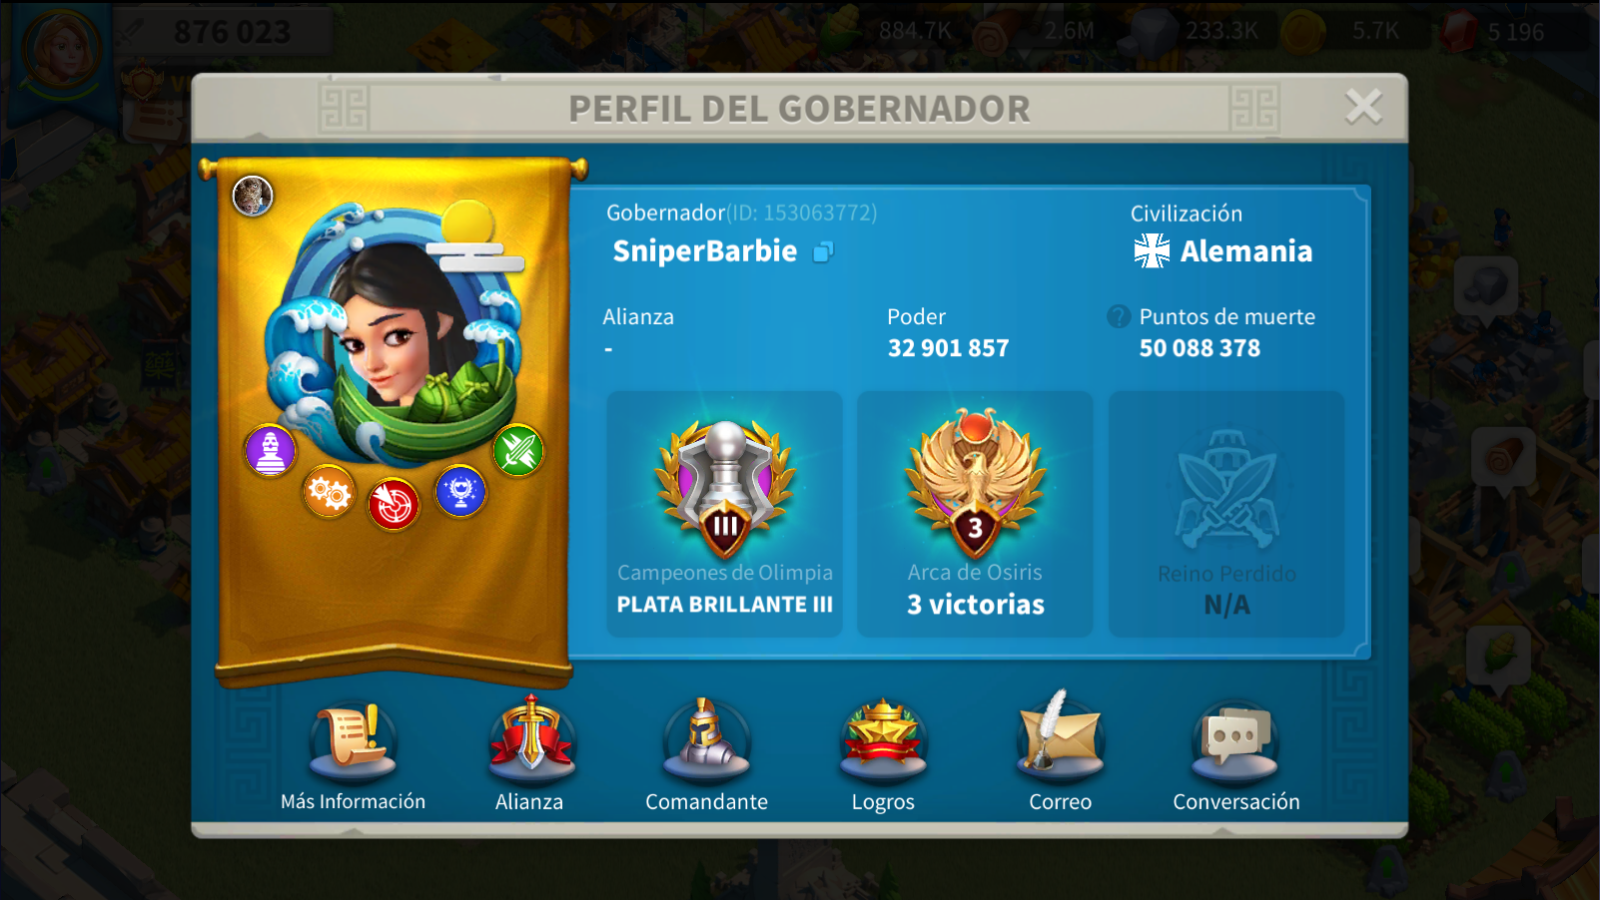 876 023
884.7K
2.6M
233.3K
5.7K
5 196
PERFIL DEL GOBERNADOR
Gobernador(ID: 153063772)
SniperBarbie
Civilización
Alemania
Alianza
-
Poder
32 901 857
? Puntos de muerte
50 088 378
III
Campeones de Olimpia
PLATA BRILLANTE III
3
Arca de Osiris
3 victorias
Reino Perdido
N/A
Más Información
Alianza
Comandante
Logros
Correo
Conversación